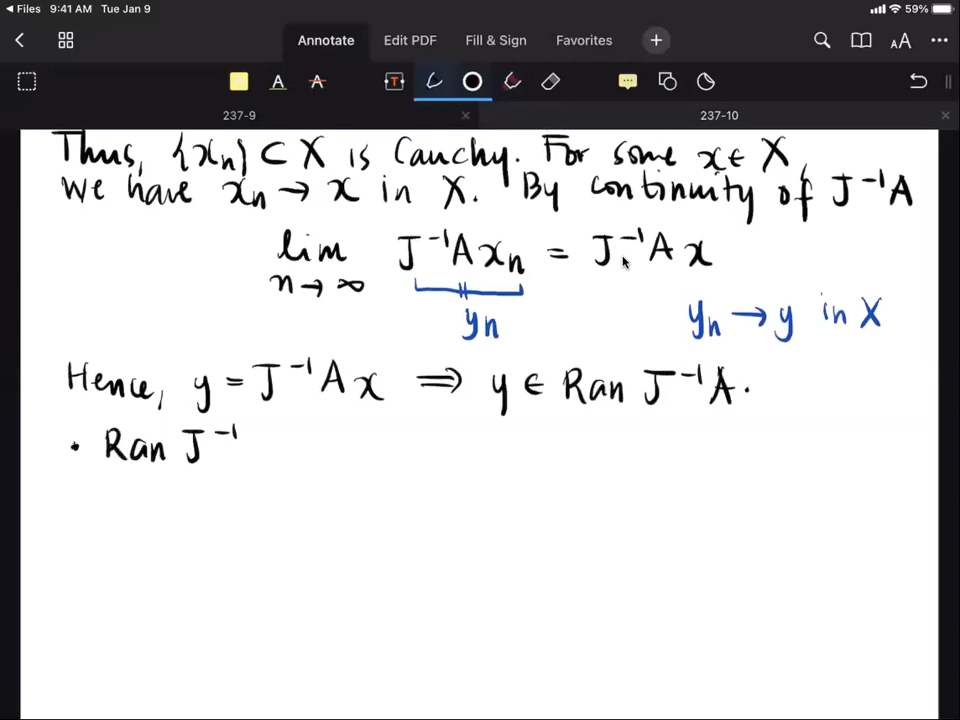 Files 9:41 AM Tue Jan 9 59%
Annotate Edit PDF Fill & Sign Favorites
237-9 237-10
Thus, {xₙ} ⊂ X is Cauchy. For some x ∈ X,
we have xₙ → x in X. By continuity of J⁻¹A
lim J⁻¹Axₙ = J⁻¹Ax
n → ∞
yₙ yₙ → y in X
Hence, y = J⁻¹Ax ⟹ y ∈ Ran J⁻¹A.
• Ran J⁻¹